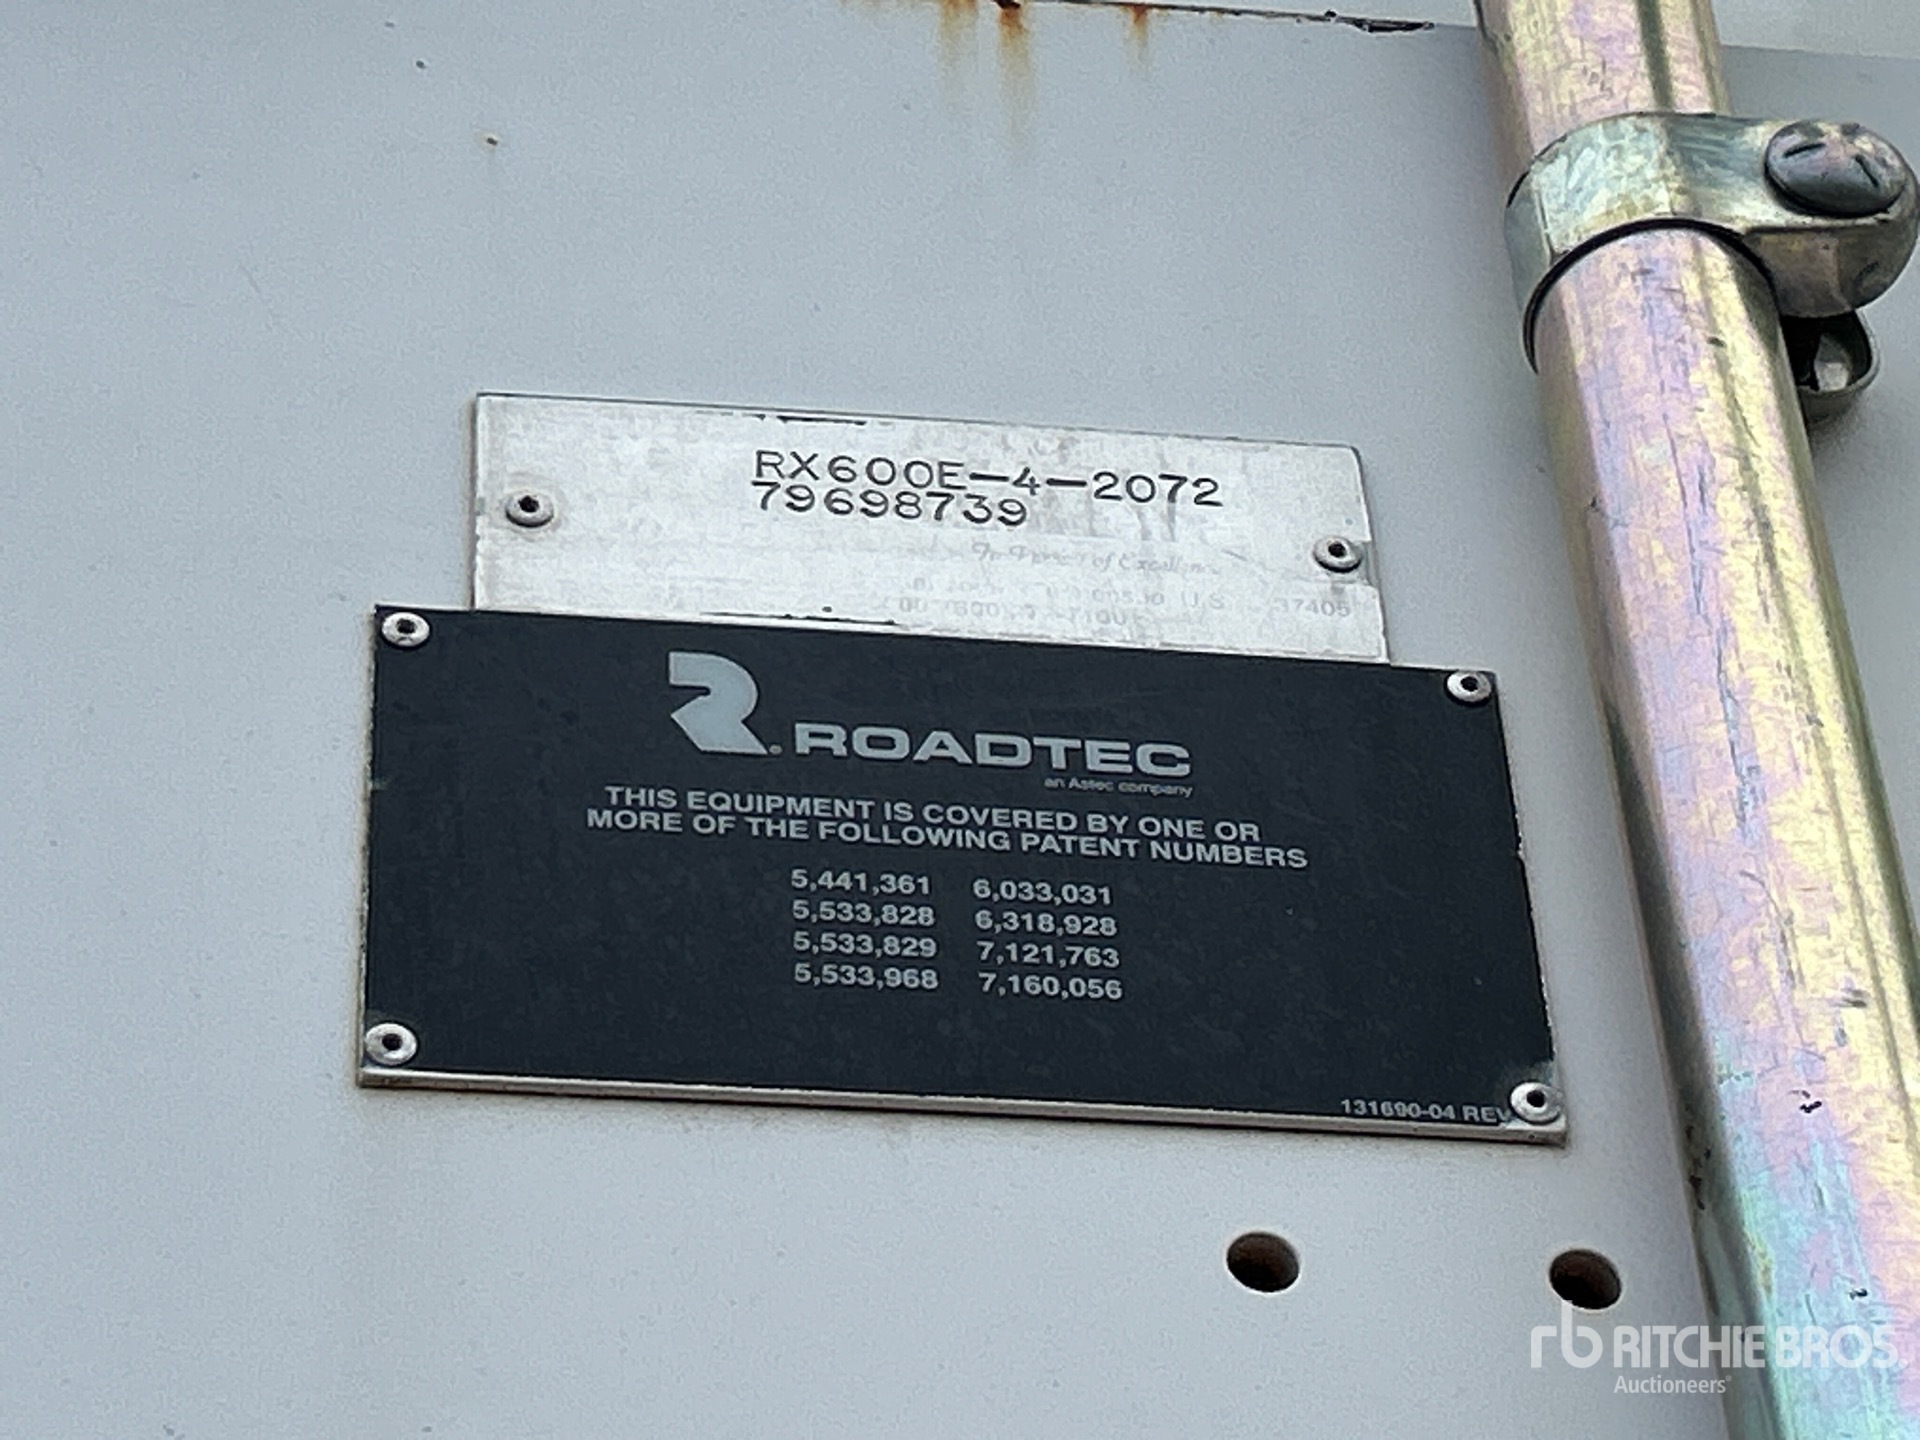 RX600E-4-2072
79698739
of
U.S 37405
R® ROADTEC
an Astec company
THIS EQUIPMENT IS COVERED BY ONE OR
MORE OF THE FOLLOWING PATENT NUMBERS
5,441,361 6,033,031
5,533,828 6,318,928
5,533,829 7,121,763
5,533,968 7,160,056
131690-04 REV
rb RITCHIE BROS.
Auctioneers